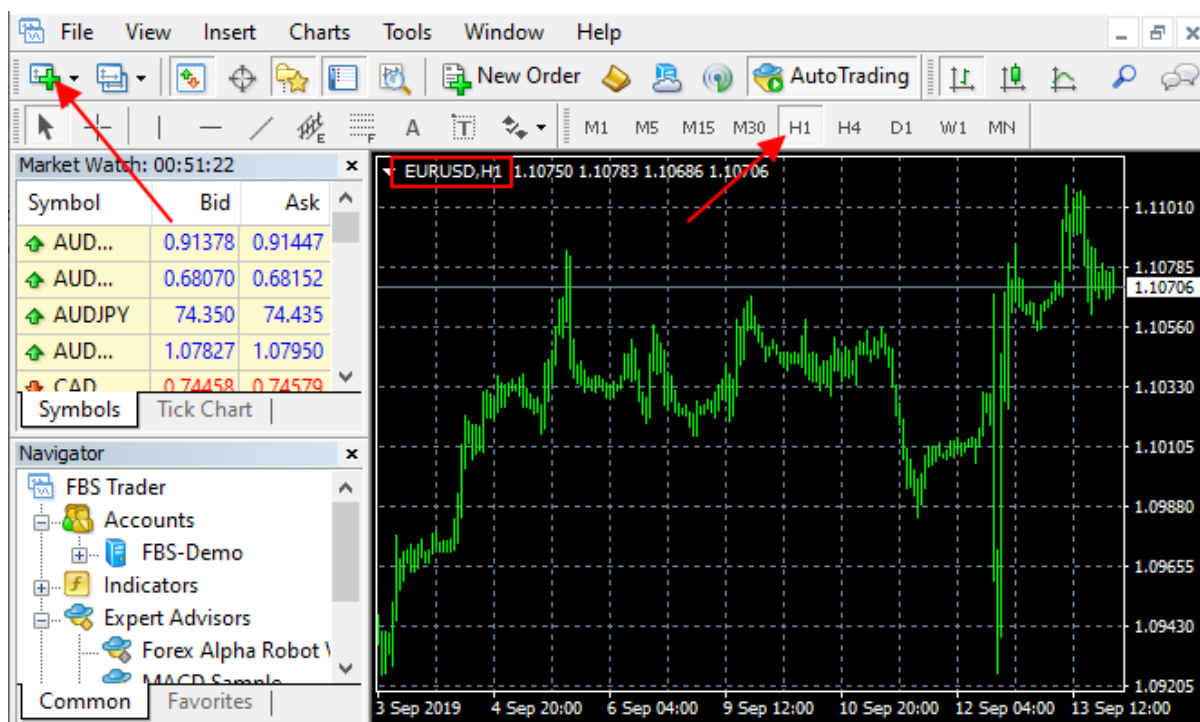 File View Insert Charts Tools Window Help
New Order AutoTrading
E F A T M1 M5 M15 M30 H1 H4 D1 W1 MN
Market Watch: 00:51:22
Symbol Bid Ask
AUD... 0.91378 0.91447
AUD... 0.68070 0.68152
AUDJPY 74.350 74.435
AUD... 1.07827 1.07950
CAD 0.74458 0.74579
Symbols Tick Chart
Navigator
FBS Trader
Accounts
FBS-Demo
Indicators
Expert Advisors
Forex Alpha Robot
MACD Sample
Common Favorites
EURUSD,H1 1.10750 1.10783 1.10686 1.10706
1.11010
1.10785
1.10706
1.10560
1.10330
1.10105
1.09880
1.09655
1.09430
1.09205
3 Sep 2019 4 Sep 20:00 6 Sep 04:00 9 Sep 12:00 10 Sep 20:00 12 Sep 04:00 13 Sep 12:00